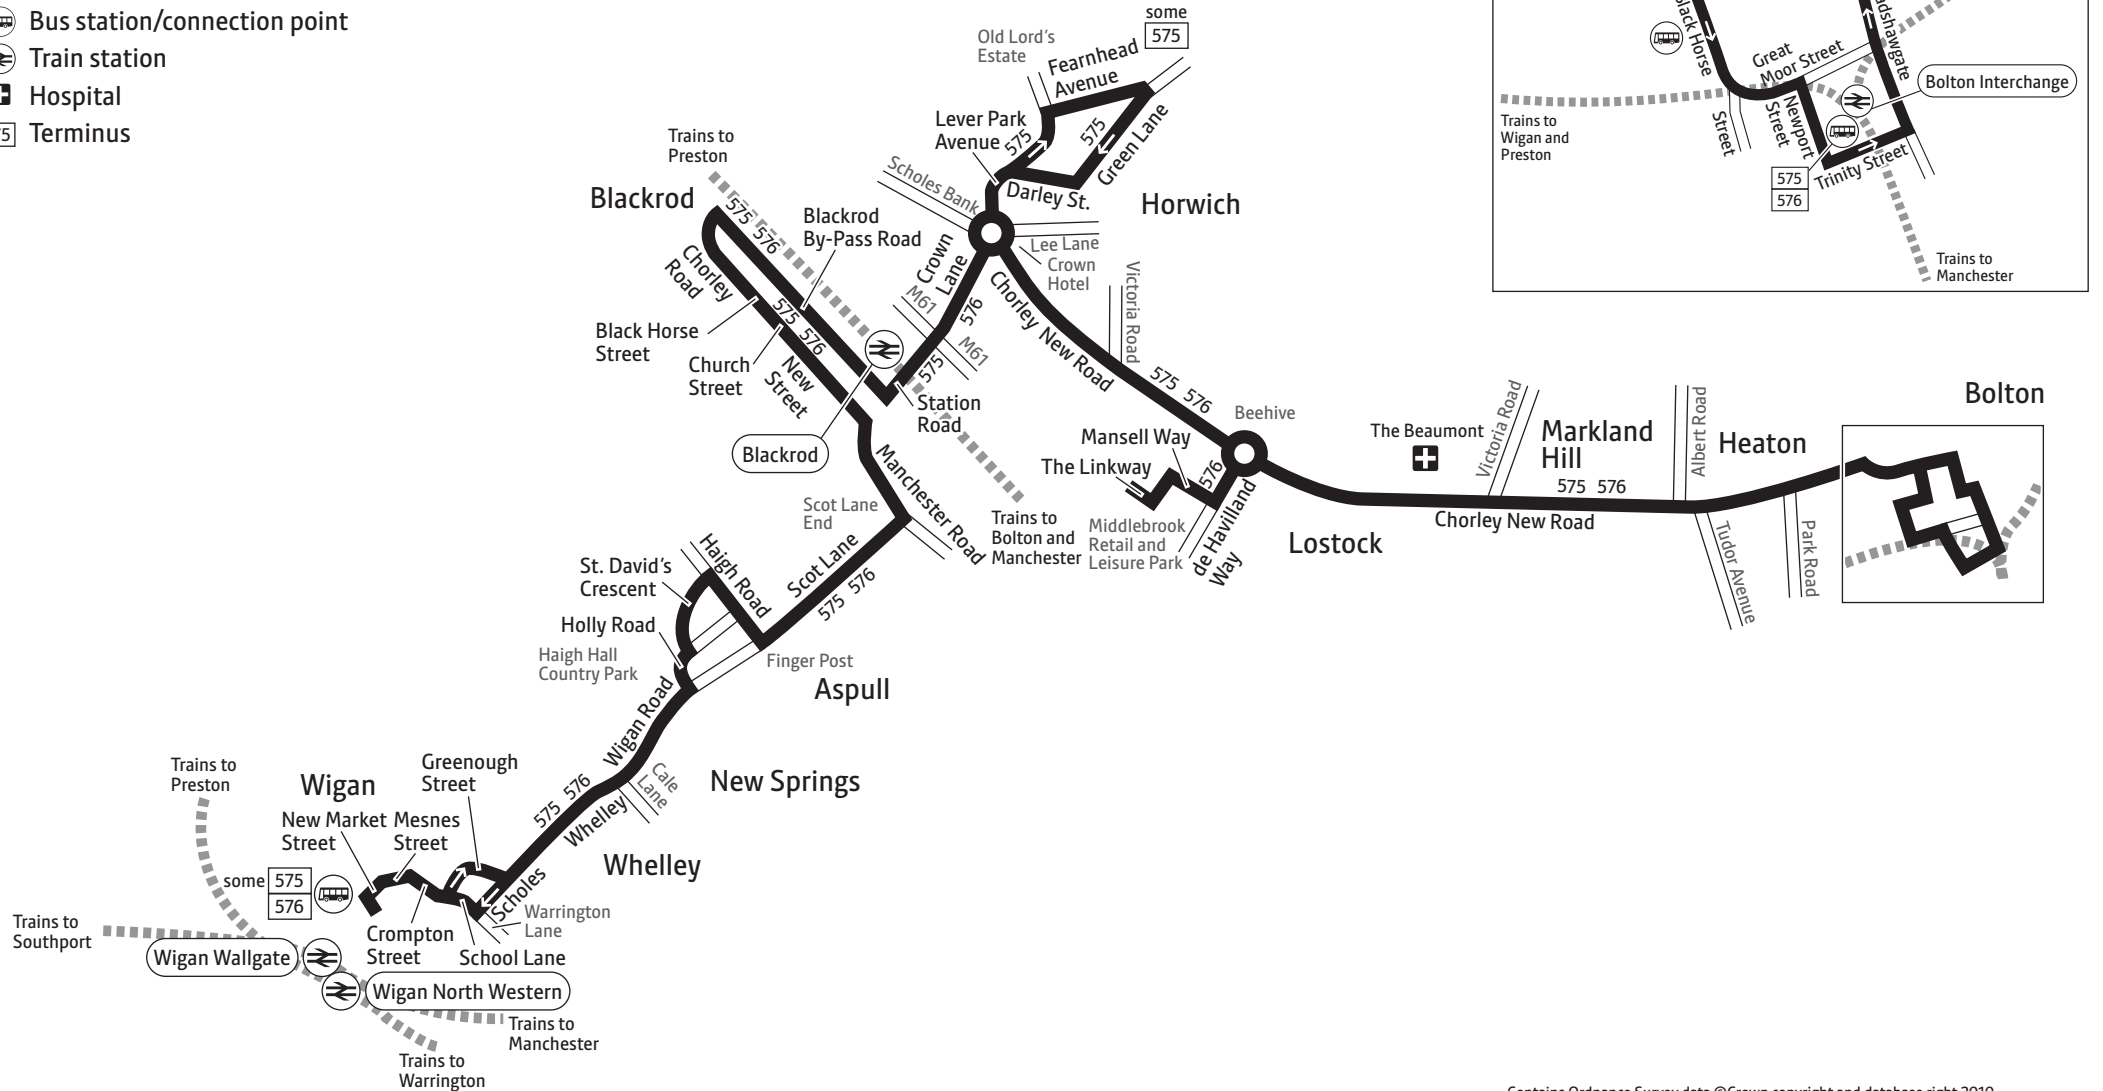 Bus station/connection point
Train station
Hospital
Terminus
some
575
Old Lord's
Estate
Fearnhead
Avenue
Lever Park
Avenue
575
575
Green Lane
Darley St.
Horwich
Scholes Bank
Lee Lane
Crown
Hotel
Trains to
Preston
Blackrod
575 576
Blackrod
By-Pass Road
Crown
Lane
M61
576
M61
575
Chorley
Road
575 576
Black Horse
Street
Church
Street
New
Street
Station
Road
Blackrod
Chorley New Road
Victoria Road
575 576
Beehive
Mansell Way
The Linkway
576
de Havilland
Way
Middlebrook
Retail and
Leisure Park
Trains to
Bolton and
Manchester
Manchester Road
Scot Lane
End
Scot Lane
575 576
Haigh Road
St. David's
Crescent
Holly Road
Haigh Hall
Country Park
Finger Post
Aspull
Wigan Road
New Springs
Cale
Lane
575 576
Whelley
Whelley
Greenough
Street
Wigan
New Market
Street
Mesnes
Street
Trains to
Preston
some 575
576
Scholes
Warrington
Lane
Crompton
Street
School Lane
Trains to
Southport
Wigan Wallgate
Wigan North Western
Trains to
Manchester
Trains to
Warrington
Lostock
The Beaumont
Victoria Road
Markland
Hill
575 576
Chorley New Road
Albert Road
Heaton
Tudor Avenue
Park Road
Bolton
Black Horse
Street
Great
Moor Street
Bolton Interchange
Newport
Street
Trinity Street
575
576
Trains to
Wigan and
Preston
Trains to
Manchester